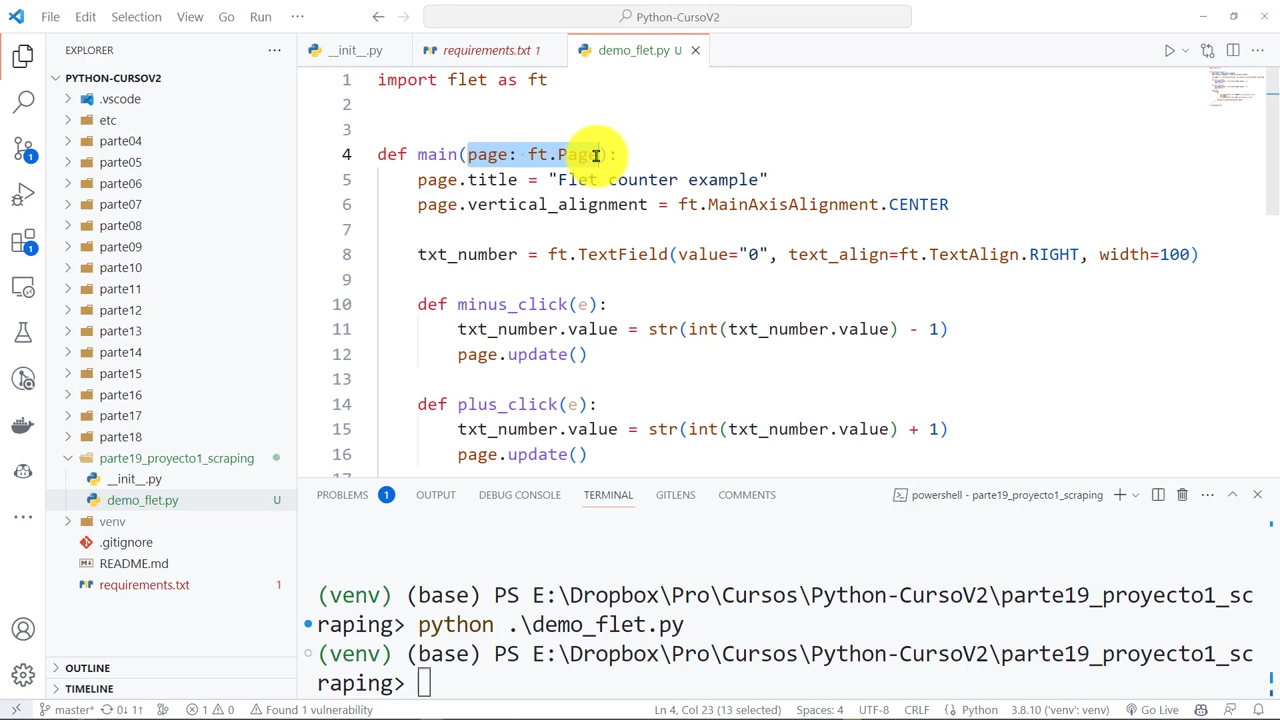 File Edit Selection View Go Run ··· Python-CursoV2
EXPLORER ···
__init__.py requirements.txt 1 demo_flet.py U
PYTHON-CURSOV2
.vscode
etc
parte04
parte05
parte06
parte07
parte08
parte09
parte10
parte11
parte12
parte13
parte14
parte15
parte16
parte17
parte18
parte19_proyecto1_scraping
__init__.py
demo_flet.py U
venv
.gitignore
README.md
requirements.txt 1
OUTLINE
TIMELINE
1
1
1 import flet as ft
2
3
4 def main(page: ft.Page):
5 page.title = "Flet counter example"
6 page.vertical_alignment = ft.MainAxisAlignment.CENTER
7
8 txt_number = ft.TextField(value="0", text_align=ft.TextAlign.RIGHT, width=100)
9
10 def minus_click(e):
11 txt_number.value = str(int(txt_number.value) - 1)
12 page.update()
13
14 def plus_click(e):
15 txt_number.value = str(int(txt_number.value) + 1)
16 page.update()
17
PROBLEMS 1 OUTPUT DEBUG CONSOLE TERMINAL GITLENS COMMENTS powershell - parte19_proyecto1_scraping
(venv) (base) PS E:\Dropbox\Pro\Cursos\Python-CursoV2\parte19_proyecto1_sc
raping> python .\demo_flet.py
(venv) (base) PS E:\Dropbox\Pro\Cursos\Python-CursoV2\parte19_proyecto1_sc
raping>
master* 0↓ 1↑ 1 0 Found 1 vulnerability Ln 4, Col 23 (13 selected) Spaces: 4 UTF-8 CRLF Python 3.8.10 ('venv': venv) Go Live